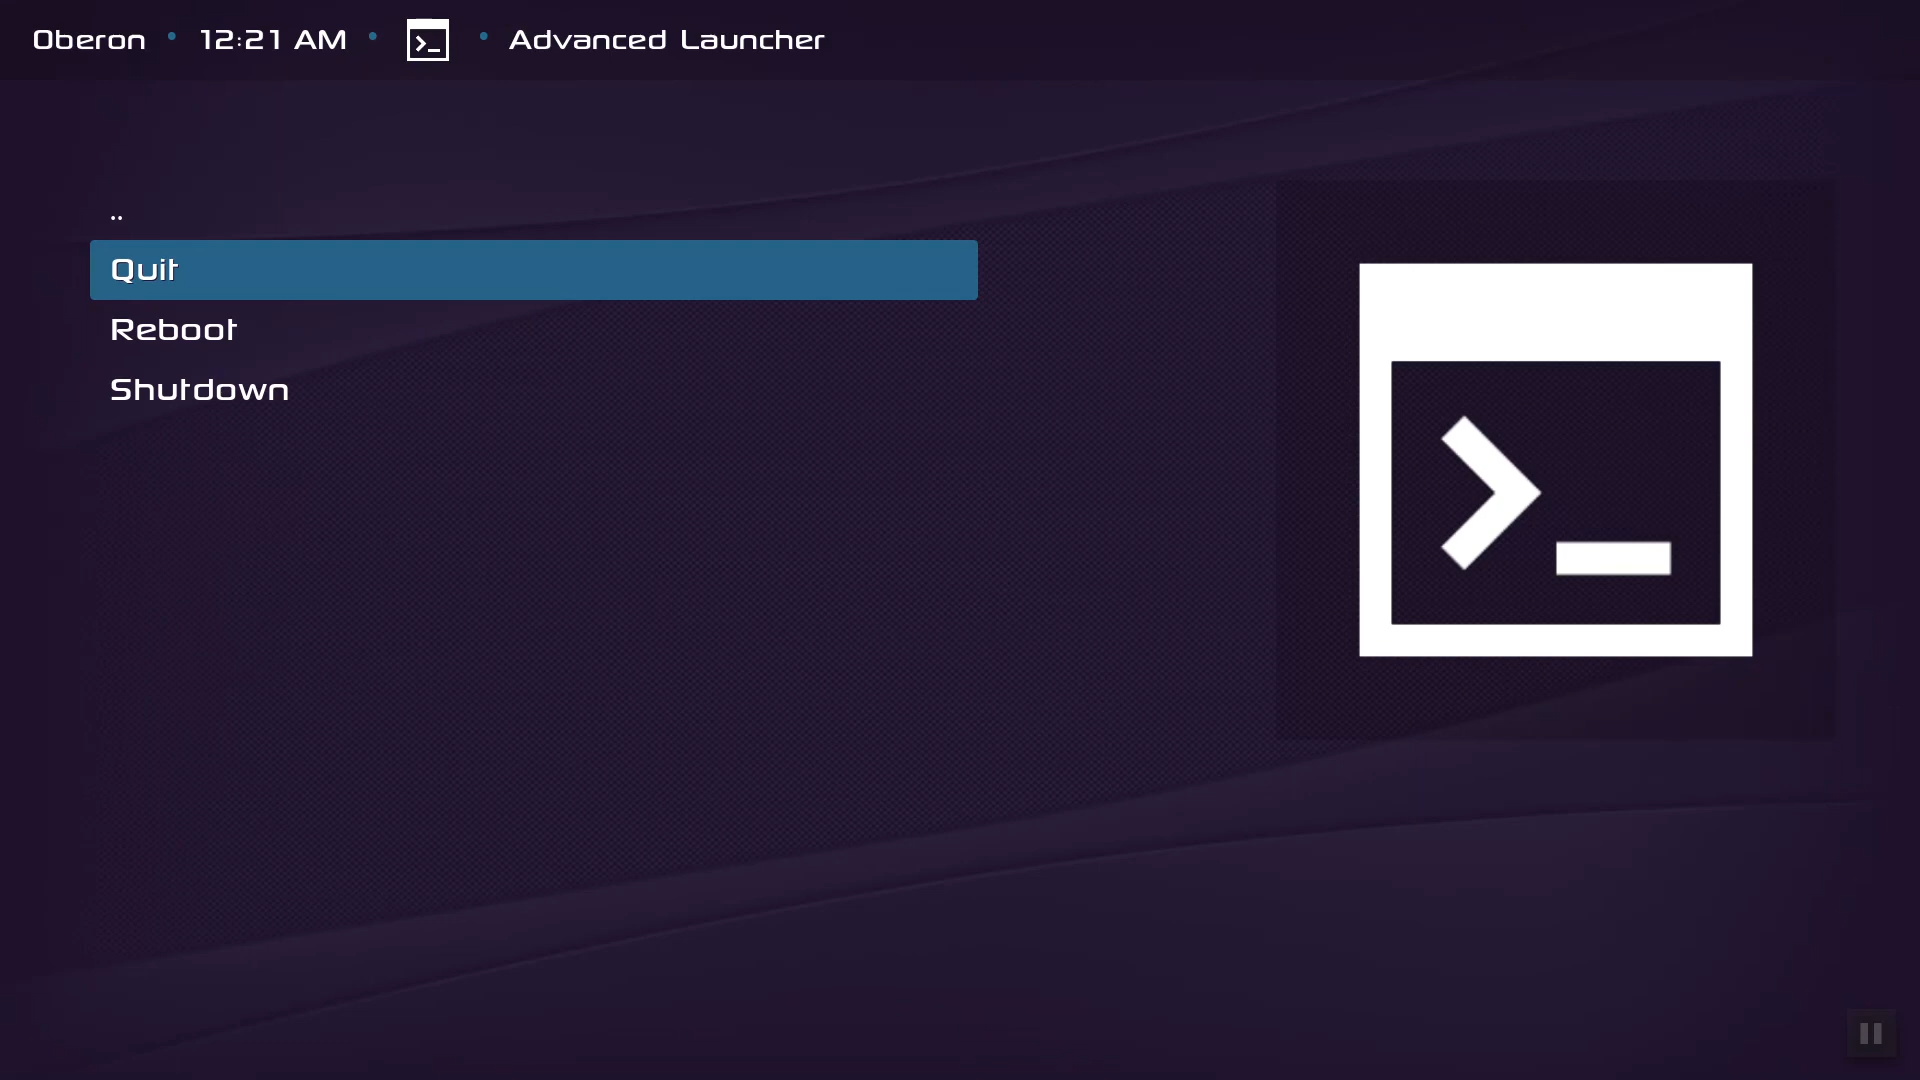 Oberon • 12:21 AM • >_ • Advanced Launcher
..
Quit
Reboot
Shutdown
>_